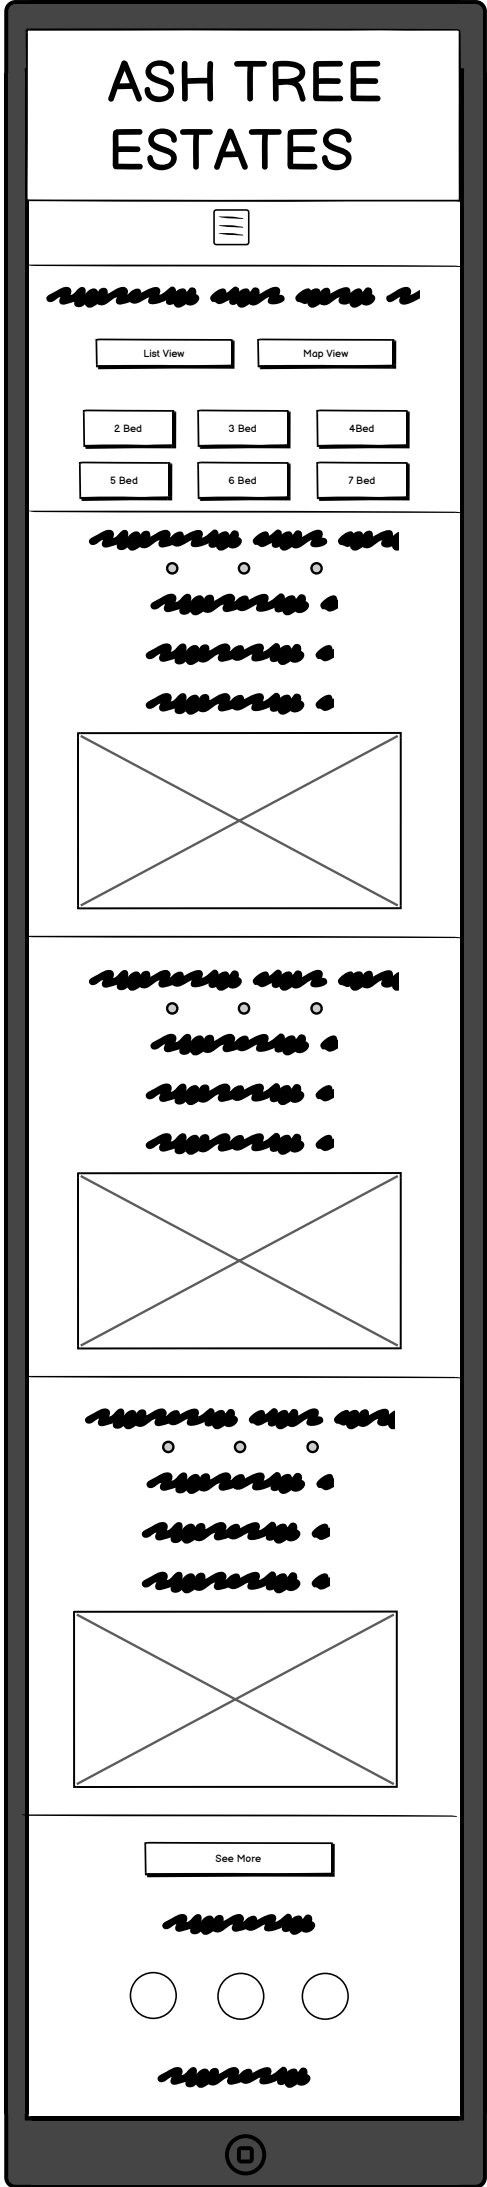 ASH TREE
ESTATES
List View Map View
2 Bed 3 Bed 4Bed
5 Bed 6 Bed 7 Bed
See More